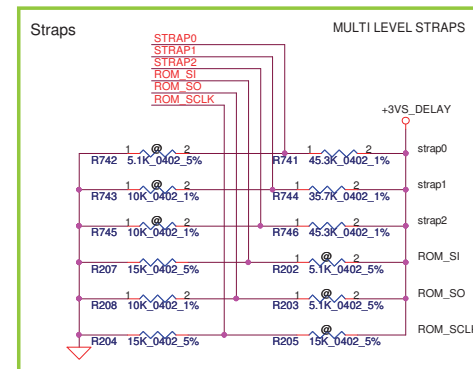 Straps
MULTI LEVEL STRAPS
STRAP0
STRAP1
STRAP2
ROM_SI
ROM_SO
ROM_SCLK
+3VS_DELAY
1 @ 2 1 2 strap0
R742 5.1K_0402_5% R741 45.3K_0402_1%
1 @ 2 1 2 strap1
R743 10K_0402_1% R744 35.7K_0402_1%
1 @ 2 1 2 strap2
R745 10K_0402_1% R746 45.3K_0402_1%
1 2 1 @ 2 ROM_SI
R207 15K_0402_5% R202 5.1K_0402_5%
1 2 1 @ 2 ROM_SO
R208 10K_0402_1% R203 5.1K_0402_5%
1 2 1 @ 2 ROM_SCLK
R204 15K_0402_5% R205 15K_0402_5%